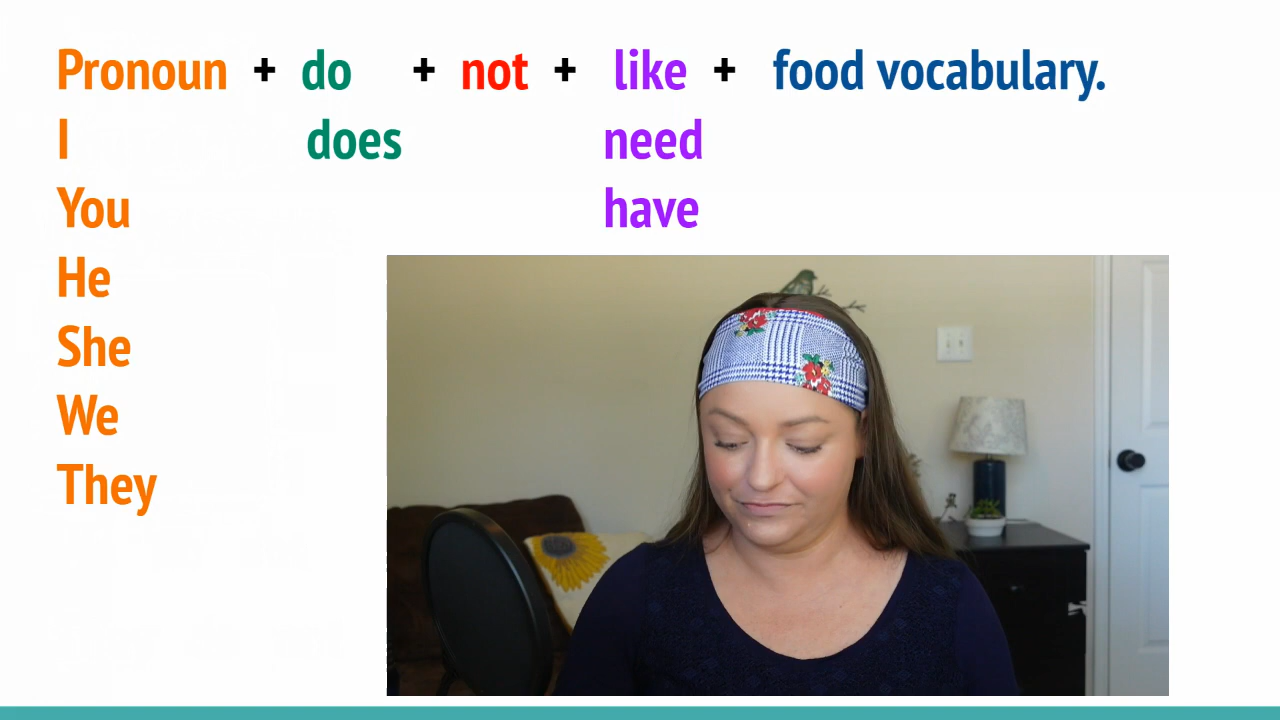 Pronoun + do + not + like + food vocabulary.
I does need
You have
He
She
We
They